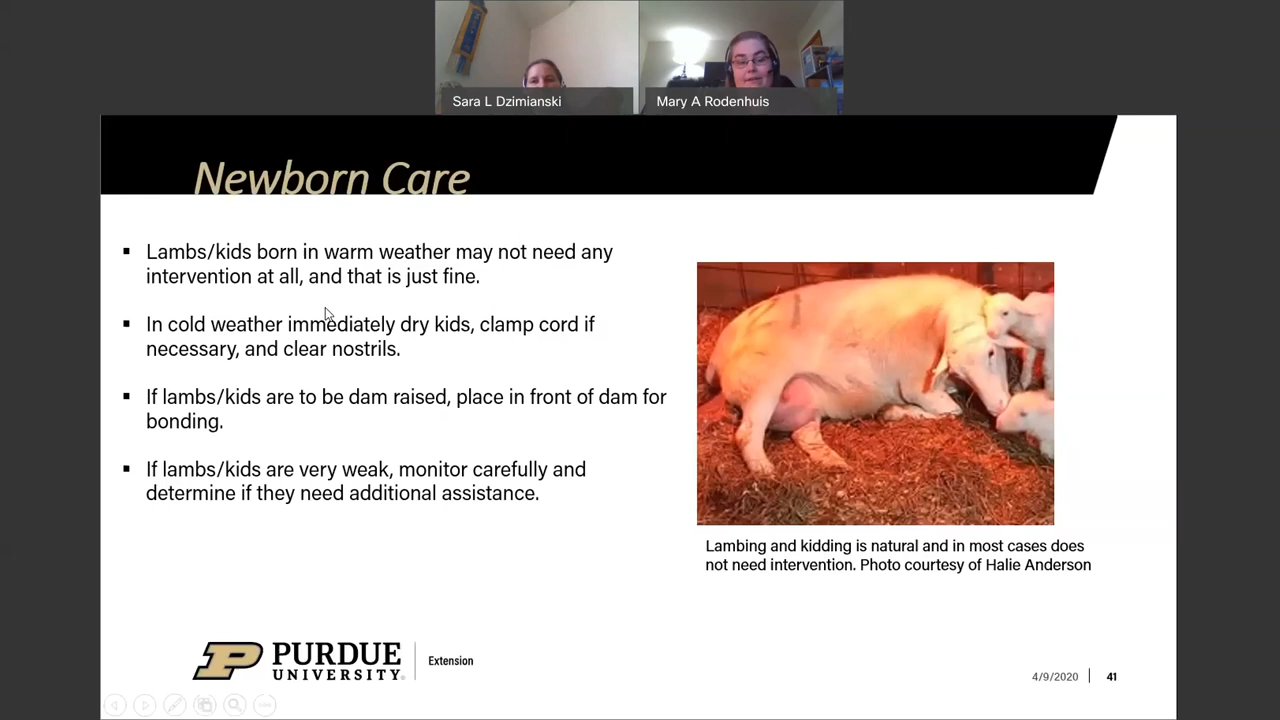 Sara L Dzimianski
Mary A Rodenhuis
Newborn Care
▪ Lambs/kids born in warm weather may not need any
intervention at all, and that is just fine.
▪ In cold weather immediately dry kids, clamp cord if
necessary, and clear nostrils.
▪ If lambs/kids are to be dam raised, place in front of dam for
bonding.
▪ If lambs/kids are very weak, monitor carefully and
determine if they need additional assistance.
Lambing and kidding is natural and in most cases does
not need intervention. Photo courtesy of Halie Anderson
P PURDUE
UNIVERSITY®
Extension
4/9/2020 | 41